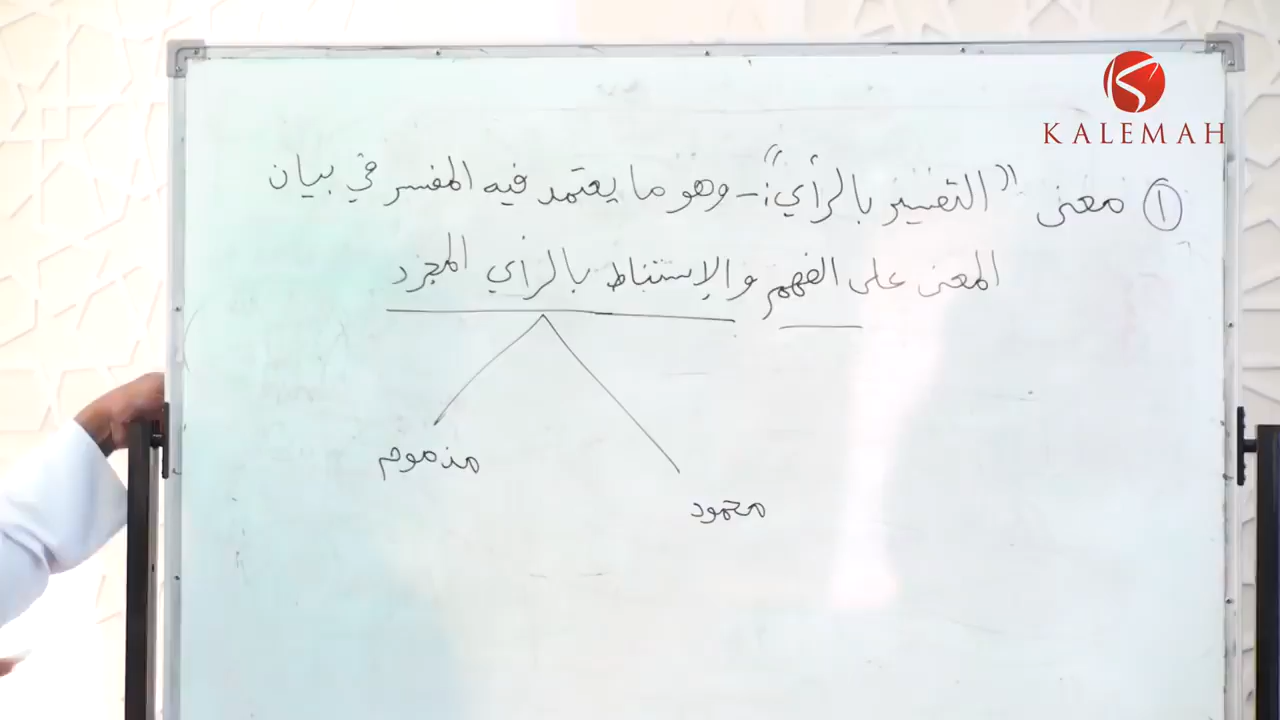 KALEMAH
① معنى "التفسير بالرأي": - وهو ما يعتمد فيه المفسر في بيان
المعنى على الفهم والإستنباط بالرأي المجرد
مذموم
محمود